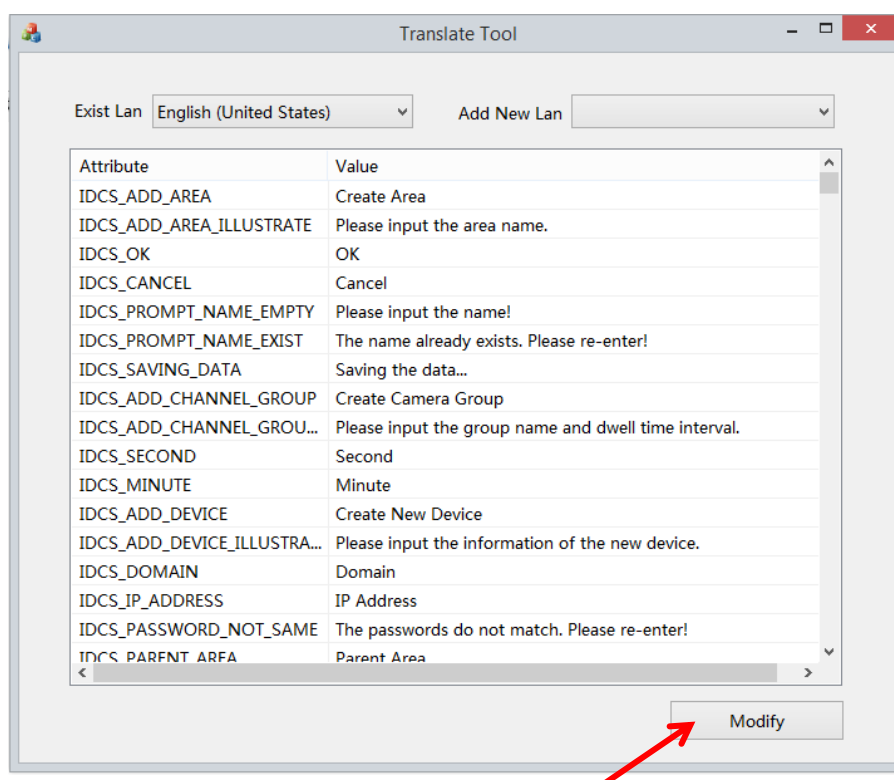 Translate Tool
Exist Lan English (United States) Add New Lan
Attribute Value
IDCS_ADD_AREA Create Area
IDCS_ADD_AREA_ILLUSTRATE Please input the area name.
IDCS_OK OK
IDCS_CANCEL Cancel
IDCS_PROMPT_NAME_EMPTY Please input the name!
IDCS_PROMPT_NAME_EXIST The name already exists. Please re-enter!
IDCS_SAVING_DATA Saving the data...
IDCS_ADD_CHANNEL_GROUP Create Camera Group
IDCS_ADD_CHANNEL_GROU... Please input the group name and dwell time interval.
IDCS_SECOND Second
IDCS_MINUTE Minute
IDCS_ADD_DEVICE Create New Device
IDCS_ADD_DEVICE_ILLUSTRA... Please input the information of the new device.
IDCS_DOMAIN Domain
IDCS_IP_ADDRESS IP Address
IDCS_PASSWORD_NOT_SAME The passwords do not match. Please re-enter!
IDCS_PARENT_AREA Parent Area
Modify